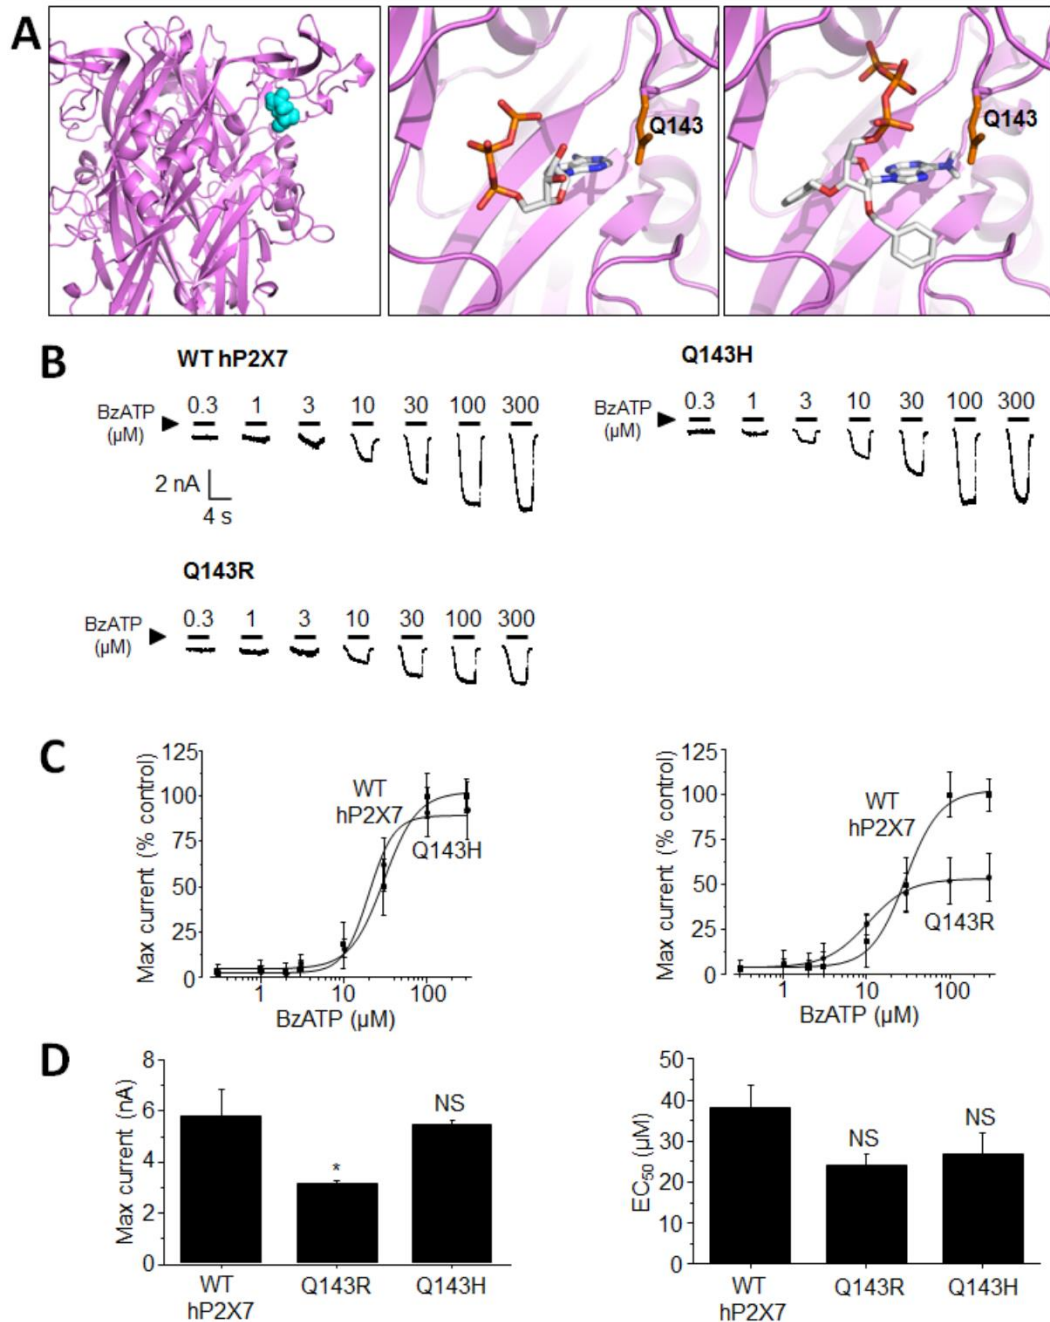 A
Q143
Q143
B
WT hP2X7
BzATP (µM) 0.3 1 3 10 30 100 300
2 nA
4 s
Q143H
BzATP (µM) 0.3 1 3 10 30 100 300
Q143R
BzATP (µM) 0.3 1 3 10 30 100 300
C
Max current (% control)
125
100
75
50
25
0
WT
hP2X7
Q143H
1 10 100
BzATP (µM)
Max current (% control)
125
100
75
50
25
0
WT
hP2X7
Q143R
1 10 100
BzATP (µM)
D
Max current (nA)
8
6
4
2
0
*
NS
WT
hP2X7
Q143R
Q143H
EC50 (µM)
50
40
30
20
10
0
NS
NS
WT
hP2X7
Q143R
Q143H